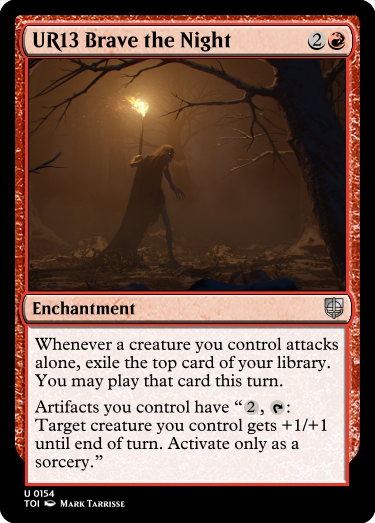 UR13 Brave the Night 2
Enchantment
Whenever a creature you control attacks
alone, exile the top card of your library.
You may play that card this turn.
Artifacts you control have “2, :
Target creature you control gets +1/+1
until end of turn. Activate only as a
sorcery.”
U 0154
TOI MARK TARRISSE